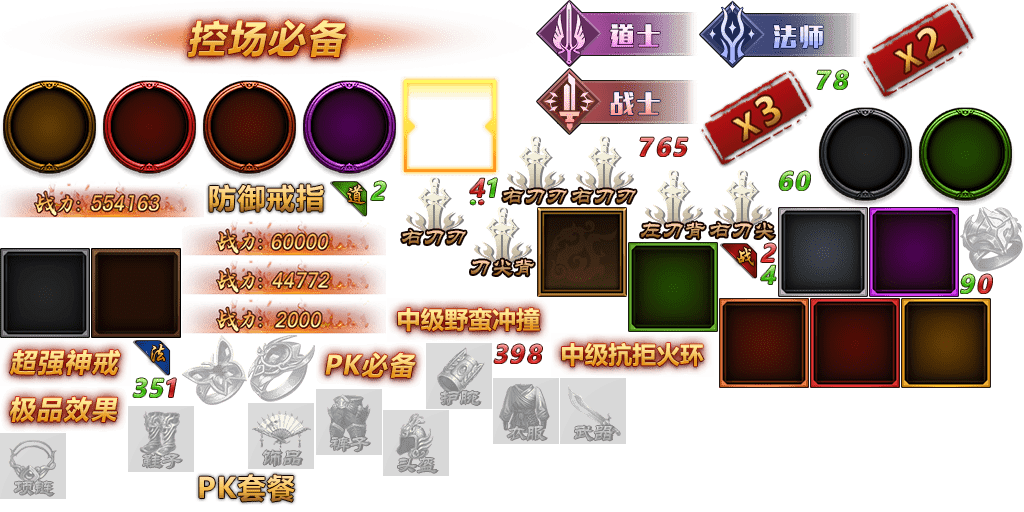 控场必备
道士
法师
x2
x3
78
战士
765
右刃刃
右刃刃
60
战力: 554163
防御戒指
道
2
41
右刃刃
左刃背
右刀尖
战力: 60000
刀尖背
战
2
4
战力: 44772
90
战力: 2000
中级野蛮冲撞
超强神戒
法
351
PK必备
398
中级抗拒火环
极品效果
护腕
鞋子
饰品
裤子
头盔
衣服
武器
项链
PK套餐